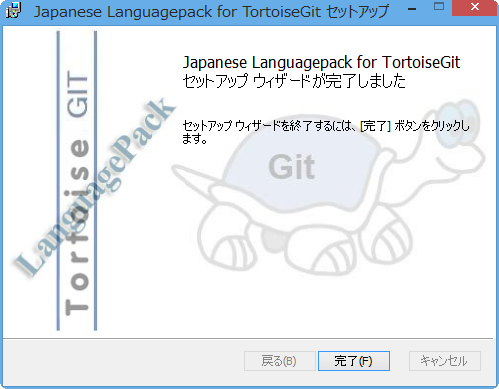 Japanese Languagepack for TortoiseGit セットアップ
Japanese Languagepack for TortoiseGit
セットアップ ウィザードが完了しました
セットアップ ウィザードを終了するには、[完了] ボタンをクリックし
ます。
Tortoise GIT
LanguagePack
Git
戻る(B)
完了(F)
キャンセル